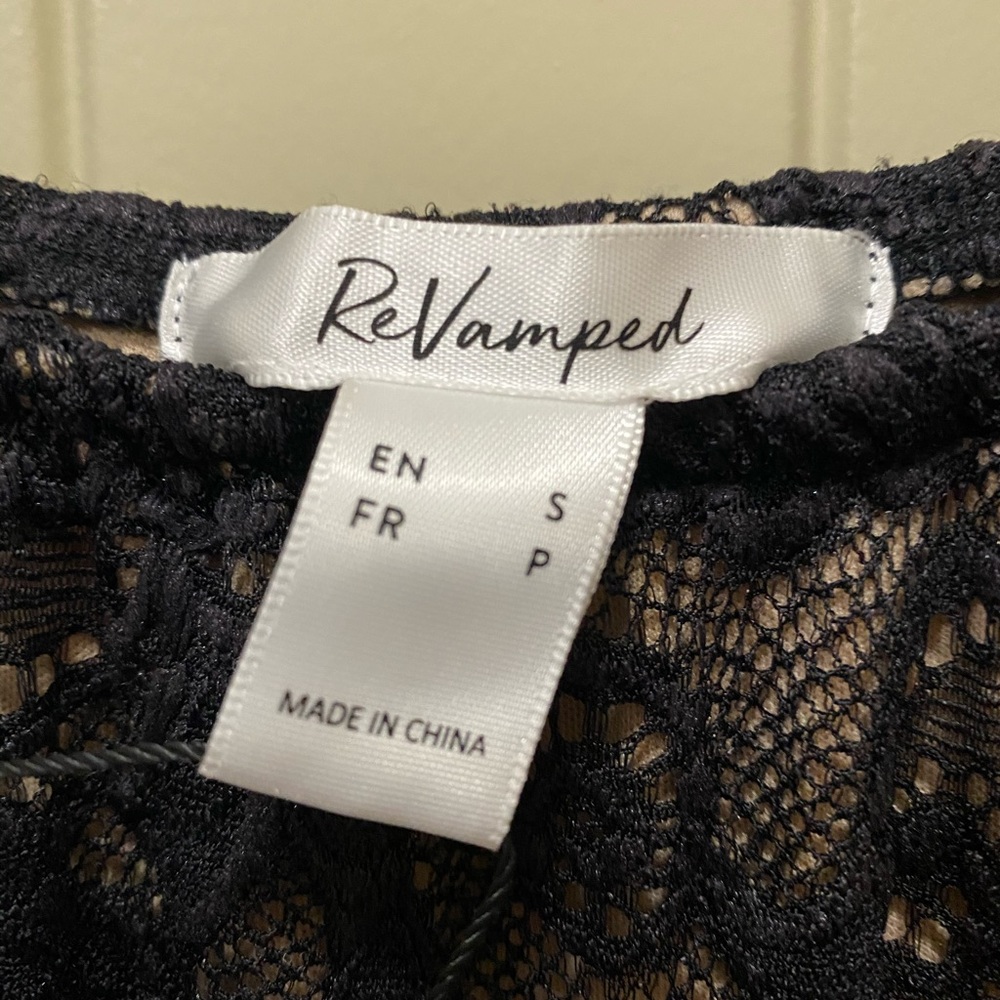 ReVamped
EN S
FR P
MADE IN CHINA